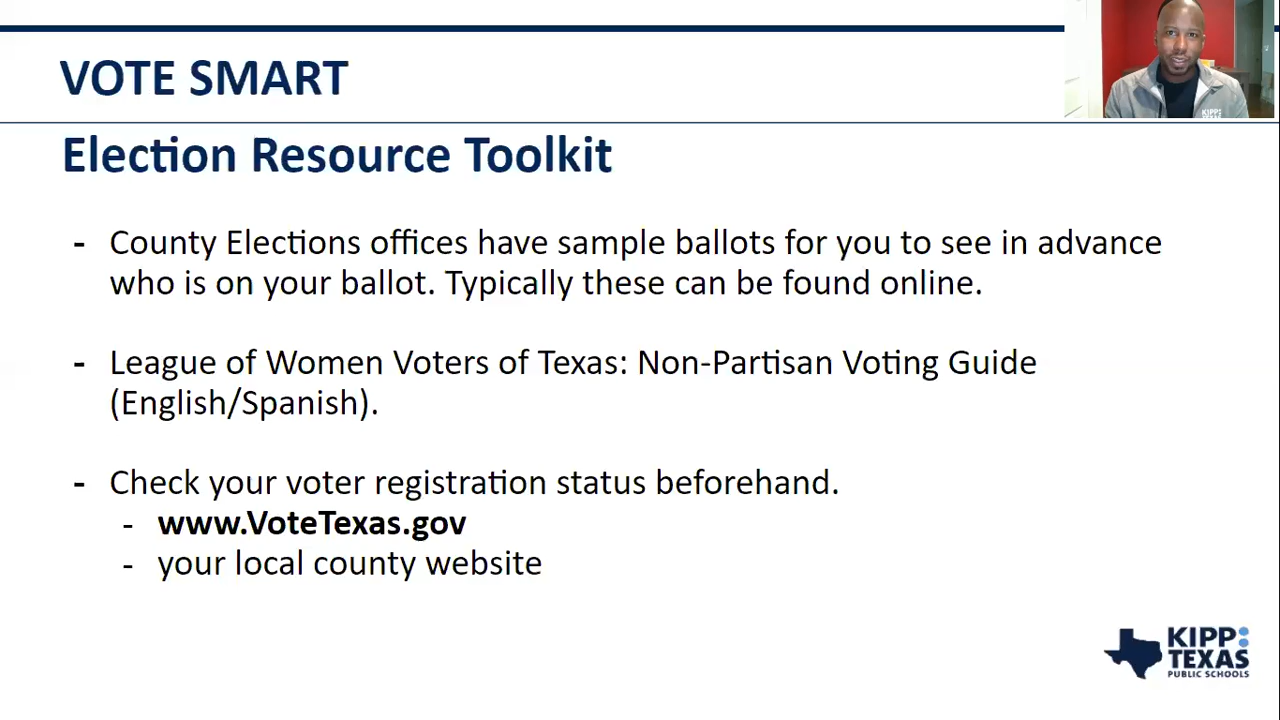 VOTE SMART
Election Resource Toolkit
- County Elections offices have sample ballots for you to see in advance
who is on your ballot. Typically these can be found online.
- League of Women Voters of Texas: Non-Partisan Voting Guide
(English/Spanish).
- Check your voter registration status beforehand.
- www.VoteTexas.gov
- your local county website
KIPP:
TEXAS
PUBLIC SCHOOLS
KIPP